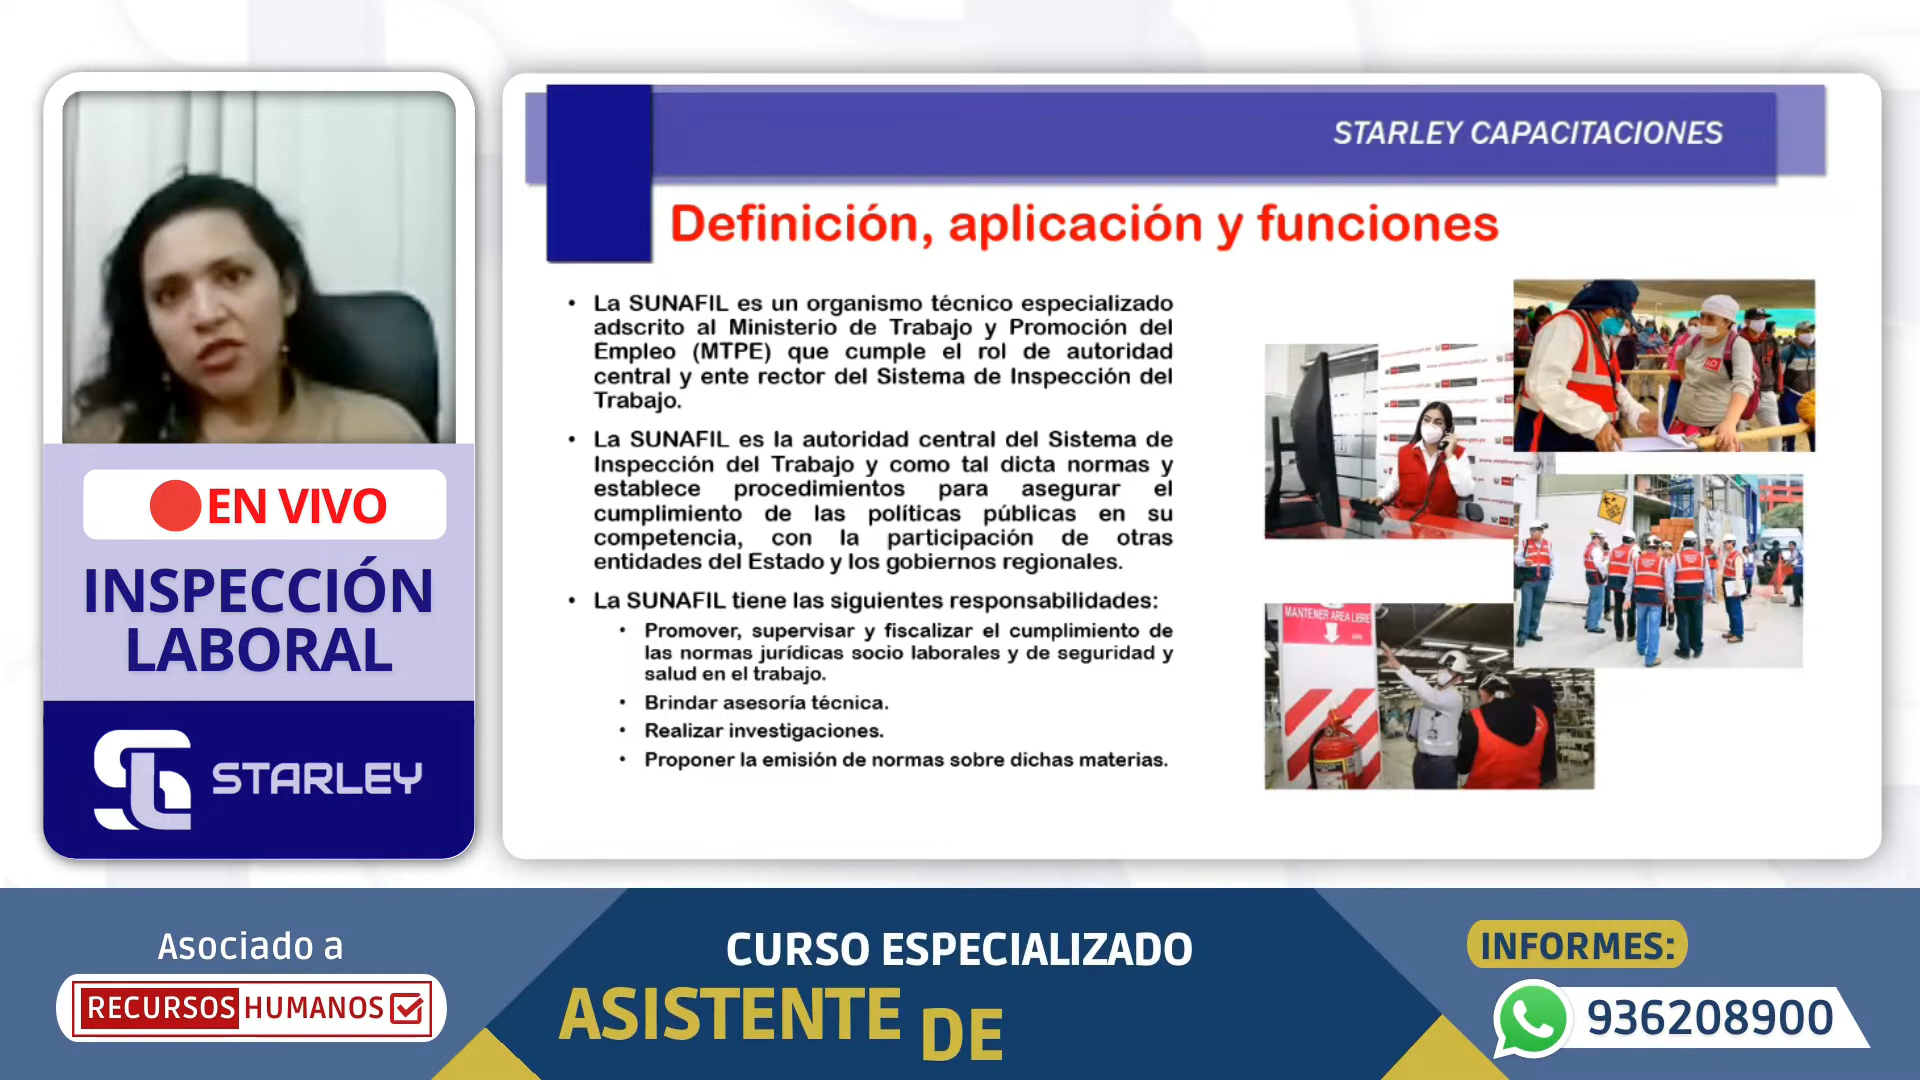 EN VIVO
INSPECCIÓN
LABORAL
STARLEY
STARLEY CAPACITACIONES
Definición, aplicación y funciones
• La SUNAFIL es un organismo técnico especializado
adscrito al Ministerio de Trabajo y Promoción del
Empleo (MTPE) que cumple el rol de autoridad
central y ente rector del Sistema de Inspección del
Trabajo.
• La SUNAFIL es la autoridad central del Sistema de
Inspección del Trabajo y como tal dicta normas y
establece procedimientos para asegurar el
cumplimiento de las políticas públicas en su
competencia, con la participación de otras
entidades del Estado y los gobiernos regionales.
• La SUNAFIL tiene las siguientes responsabilidades:
• Promover, supervisar y fiscalizar el cumplimiento de
las normas jurídicas socio laborales y de seguridad y
salud en el trabajo.
• Brindar asesoría técnica.
• Realizar investigaciones.
• Proponer la emisión de normas sobre dichas materias.
MANTENER AREA LIBRE
Asociado a
RECURSOS HUMANOS
CURSO ESPECIALIZADO
ASISTENTE DE
INFORMES:
936208900